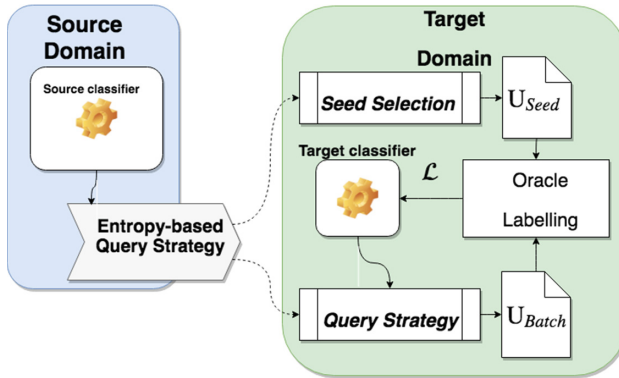 Source
Domain
Source classifier
Entropy-based
Query Strategy
Target
Domain
Seed Selection
U_Seed
Target classifier
ℒ
Oracle
Labelling
Query Strategy
U_Batch